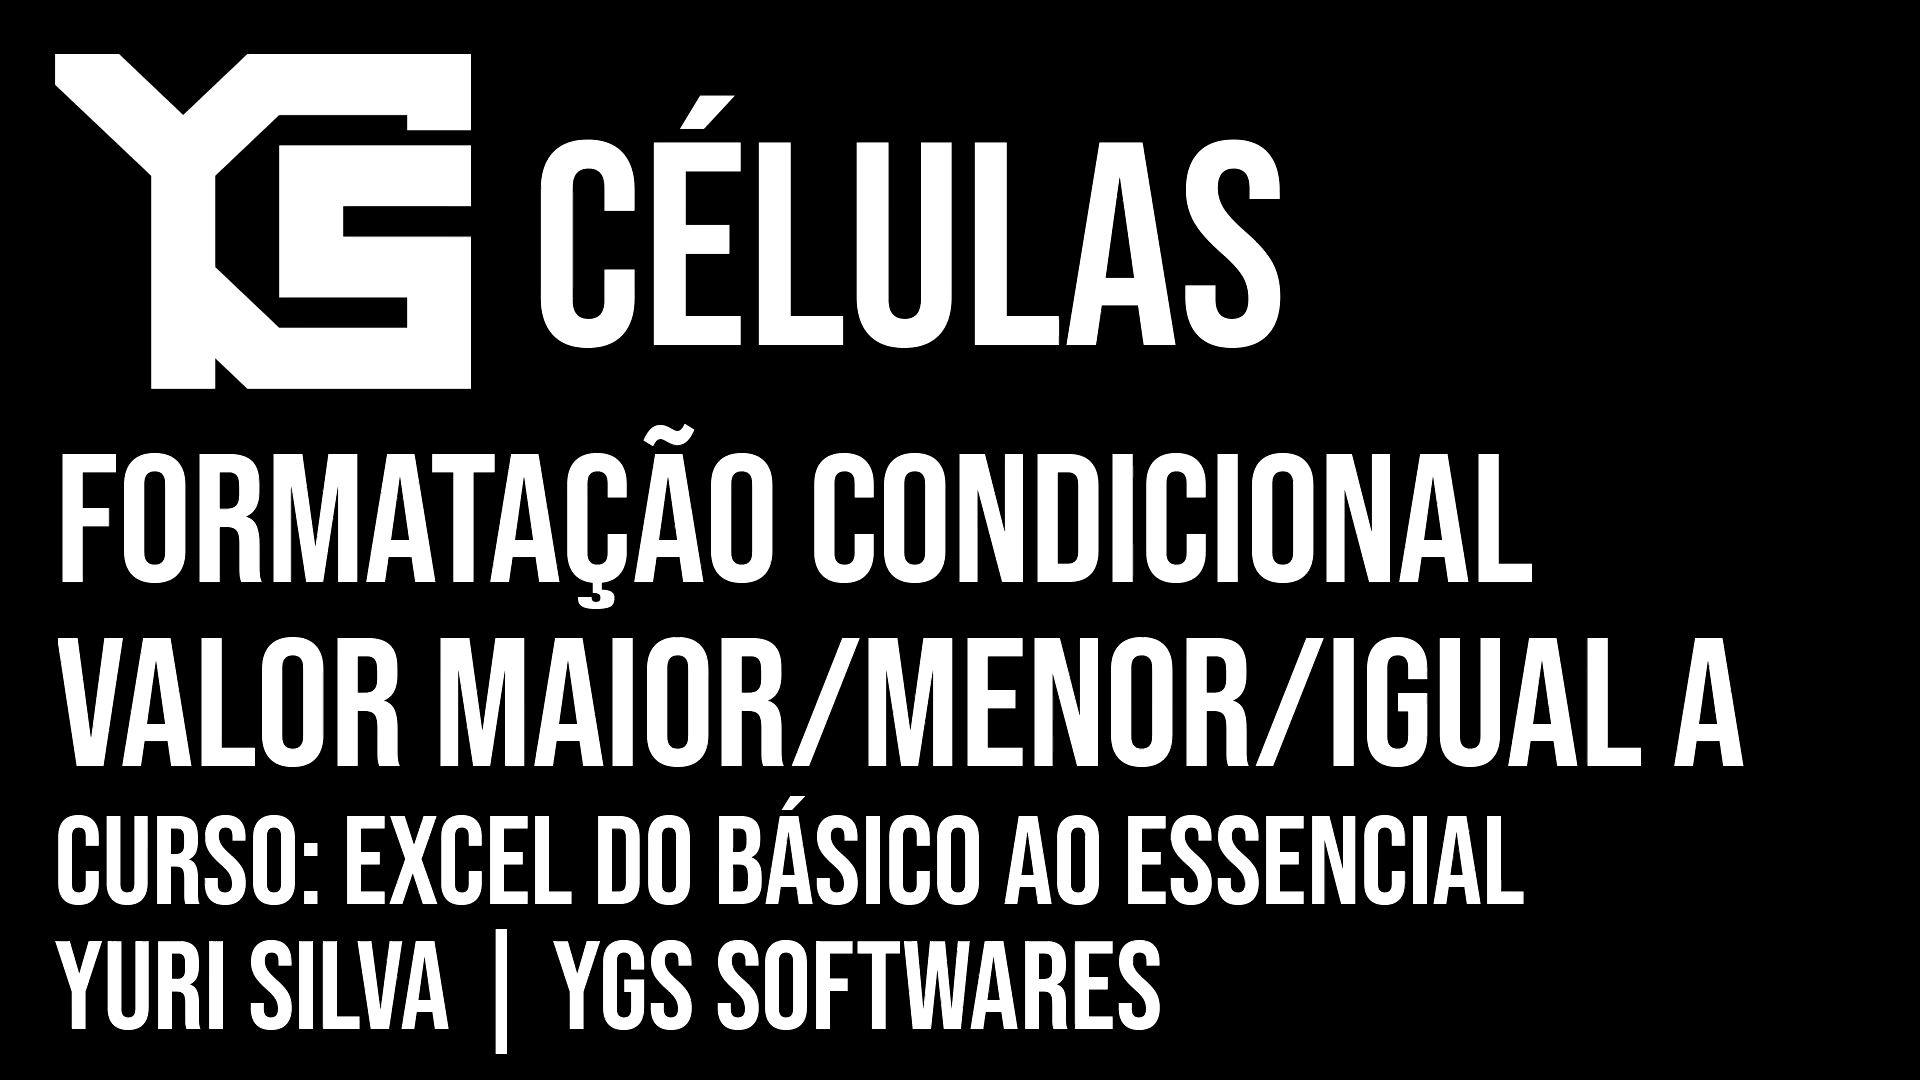 YGS CÉLULAS
FORMATAÇÃO CONDICIONAL
VALOR MAIOR/MENOR/IGUAL A
CURSO: EXCEL DO BÁSICO AO ESSENCIAL
YURI SILVA | YGS SOFTWARES